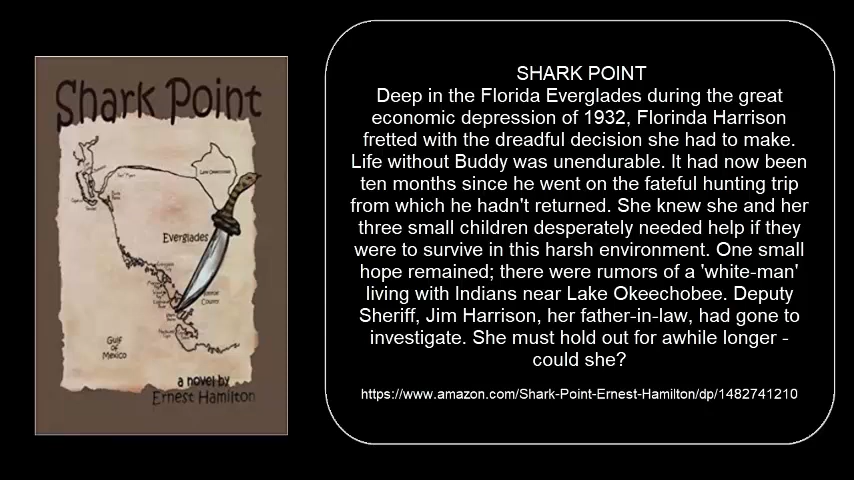 Shark Point
Lake Okeechobee
Everglades
Gulf
of
Mexico
a novel by
Ernest Hamilton
SHARK POINT
Deep in the Florida Everglades during the great
economic depression of 1932, Florinda Harrison
fretted with the dreadful decision she had to make.
Life without Buddy was unendurable. It had now been
ten months since he went on the fateful hunting trip
from which he hadn't returned. She knew she and her
three small children desperately needed help if they
were to survive in this harsh environment. One small
hope remained; there were rumors of a 'white-man'
living with Indians near Lake Okeechobee. Deputy
Sheriff, Jim Harrison, her father-in-law, had gone to
investigate. She must hold out for awhile longer -
could she?
https://www.amazon.com/Shark-Point-Ernest-Hamilton/dp/1482741210